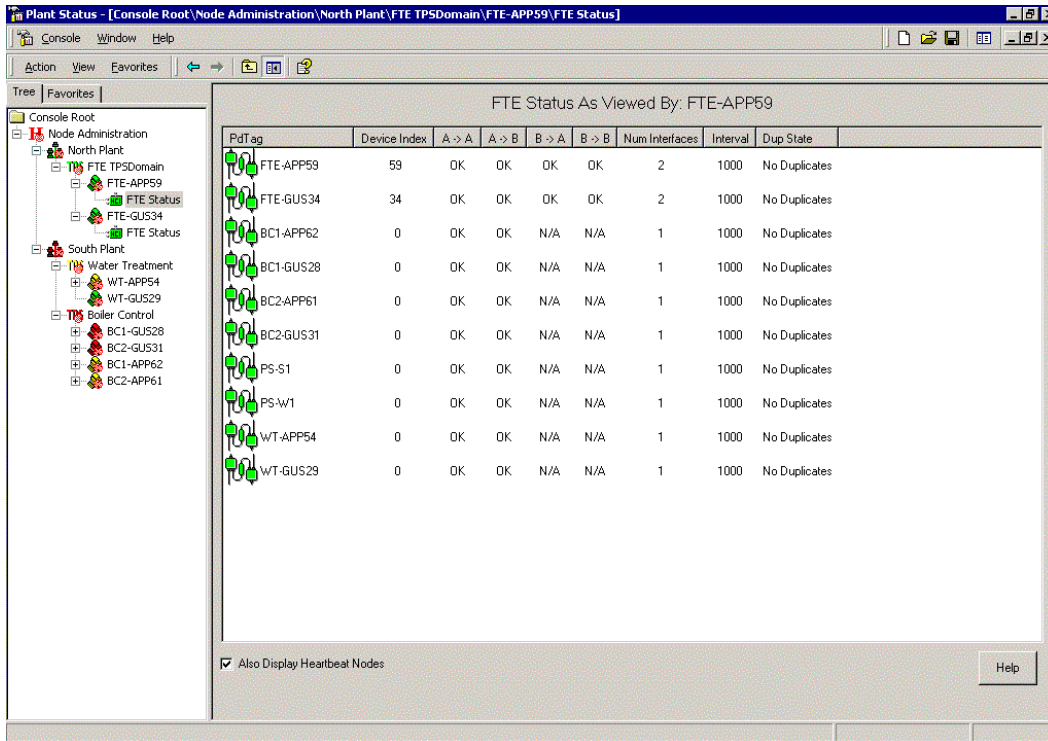 Plant Status - [Console Root\Node Administration\North Plant\FTE TPSDomain\FTE-APP59\FTE Status]
Console Window Help
Action View Favorites
Tree Favorites
Console Root
Node Administration
North Plant
FTE TPSDomain
FTE-APP59
FTE Status
FTE-GUS34
FTE Status
South Plant
Water Treatment
WT-APP54
WT-GUS29
Boiler Control
BC1-GUS28
BC2-GUS31
BC1-APP62
BC2-APP61
FTE Status As Viewed By: FTE-APP59
PdTag Device Index A -> A A -> B B -> A B -> B Num Interfaces Interval Dup State
FTE-APP59 59 OK OK OK OK 2 1000 No Duplicates
FTE-GUS34 34 OK OK OK OK 2 1000 No Duplicates
BC1-APP62 0 OK OK N/A N/A 1 1000 No Duplicates
BC1-GUS28 0 OK OK N/A N/A 1 1000 No Duplicates
BC2-APP61 0 OK OK N/A N/A 1 1000 No Duplicates
BC2-GUS31 0 OK OK N/A N/A 1 1000 No Duplicates
PS-S1 0 OK OK N/A N/A 1 1000 No Duplicates
PS-W1 0 OK OK N/A N/A 1 1000 No Duplicates
WT-APP54 0 OK OK N/A N/A 1 1000 No Duplicates
WT-GUS29 0 OK OK N/A N/A 1 1000 No Duplicates
Also Display Heartbeat Nodes
Help